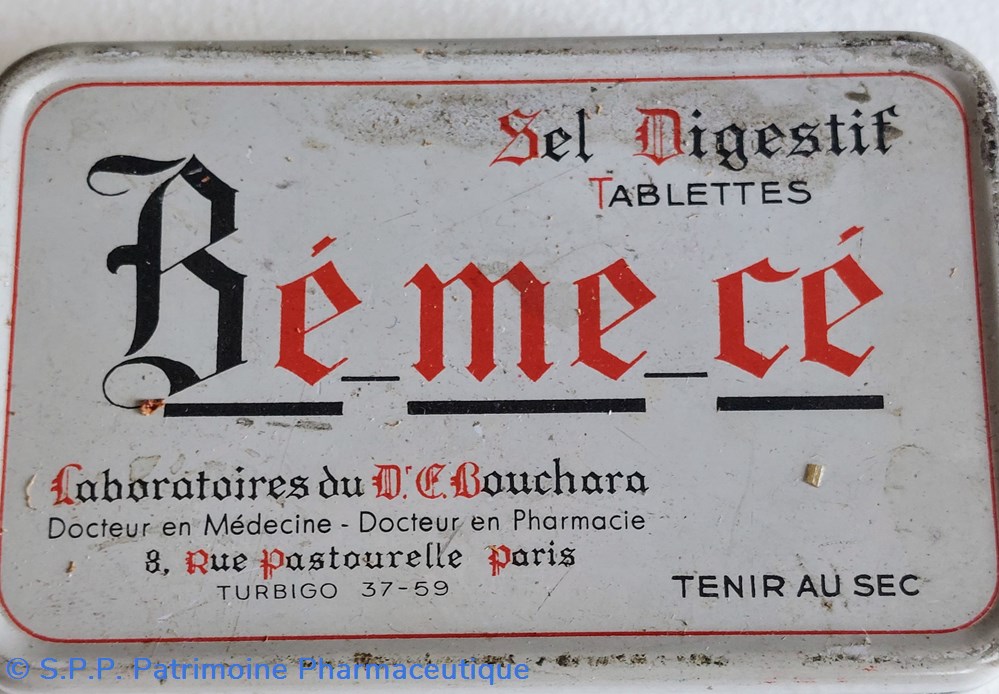 Sel Digestif
TABLETTES
Bé_me_cé
Laboratoires du Dr. E. Bouchara
Docteur en Médecine - Docteur en Pharmacie
8, Rue Pastourelle Paris
TURBIGO 37-59
TENIR AU SEC
© S.P.P. Patrimoine Pharmaceutique